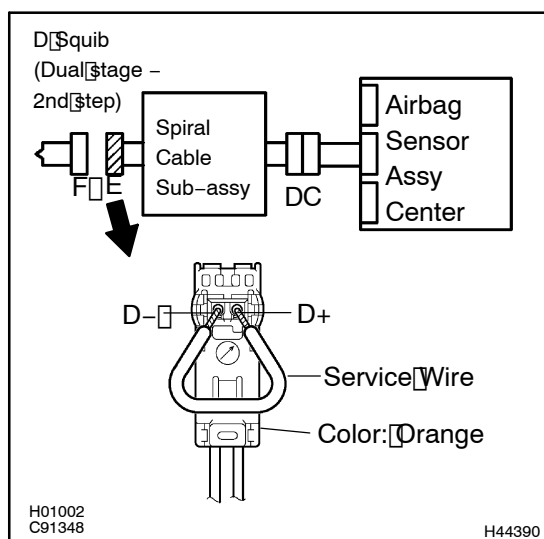 D Squib
(Dual stage −
2nd step)
Airbag
Sensor
Assy
Center
Spiral
Cable
Sub−assy
F E
DC
D−
D+
Service Wire
Color: Orange
H01002
C91348
H44390